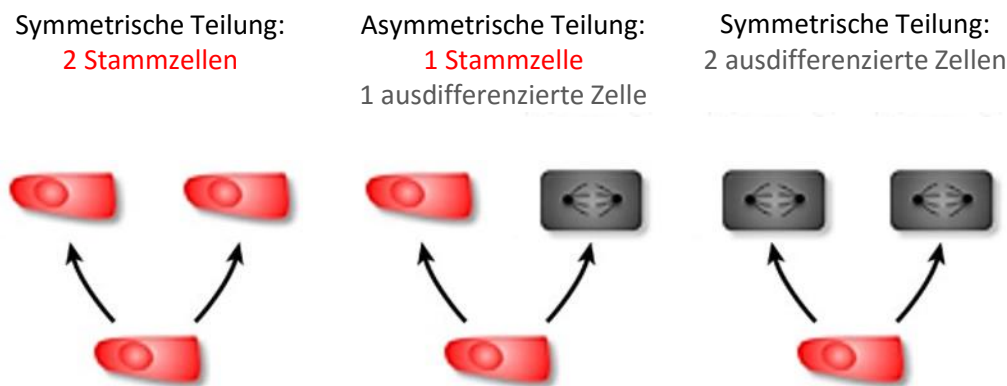 Symmetrische Teilung:
2 Stammzellen
Asymmetrische Teilung:
1 Stammzelle
1 ausdifferenzierte Zelle
Symmetrische Teilung:
2 ausdifferenzierte Zellen